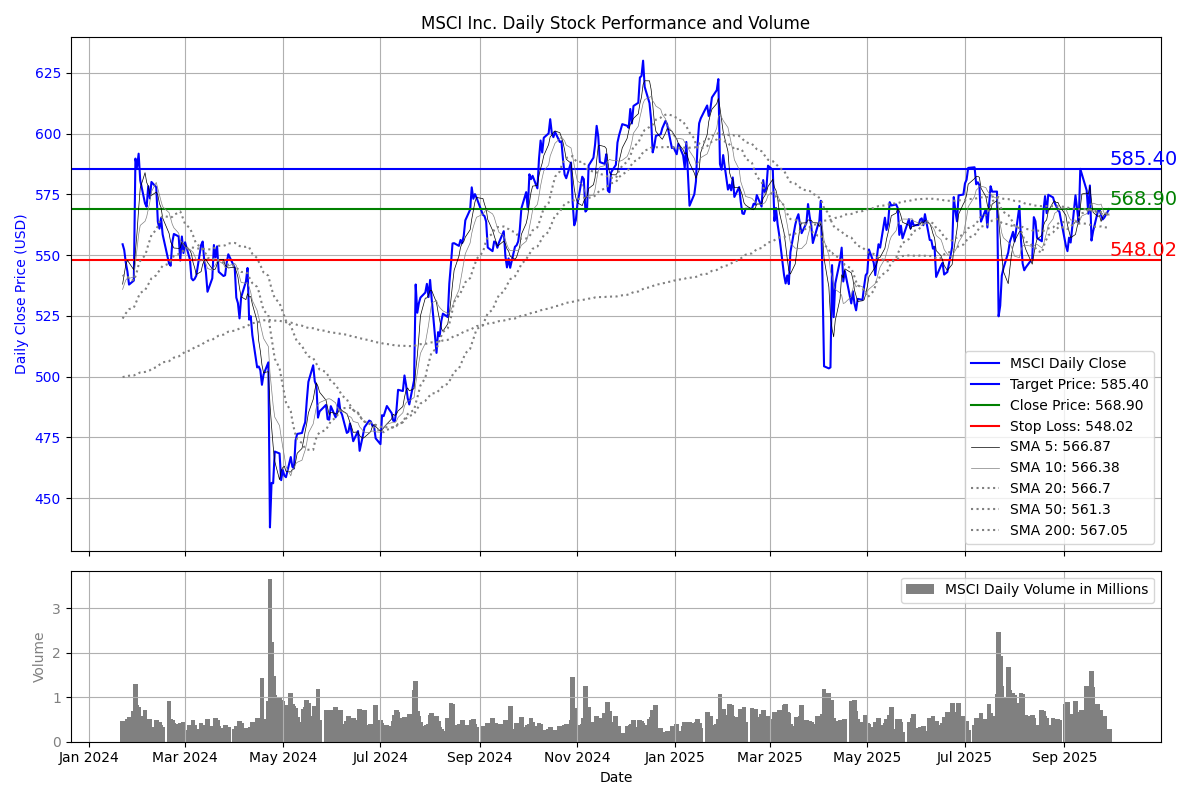 MSCI Inc. Daily Stock Performance and Volume
Daily Close Price (USD)
625
600
575
550
525
500
475
450
585.40
568.90
548.02
MSCI Daily Close
Target Price: 585.40
Close Price: 568.90
Stop Loss: 548.02
SMA 5: 566.87
SMA 10: 566.38
SMA 20: 566.7
SMA 50: 561.3
SMA 200: 567.05
Volume
3
2
1
0
MSCI Daily Volume in Millions
Jan 2024 Mar 2024 May 2024 Jul 2024 Sep 2024 Nov 2024 Jan 2025 Mar 2025 May 2025 Jul 2025 Sep 2025
Date